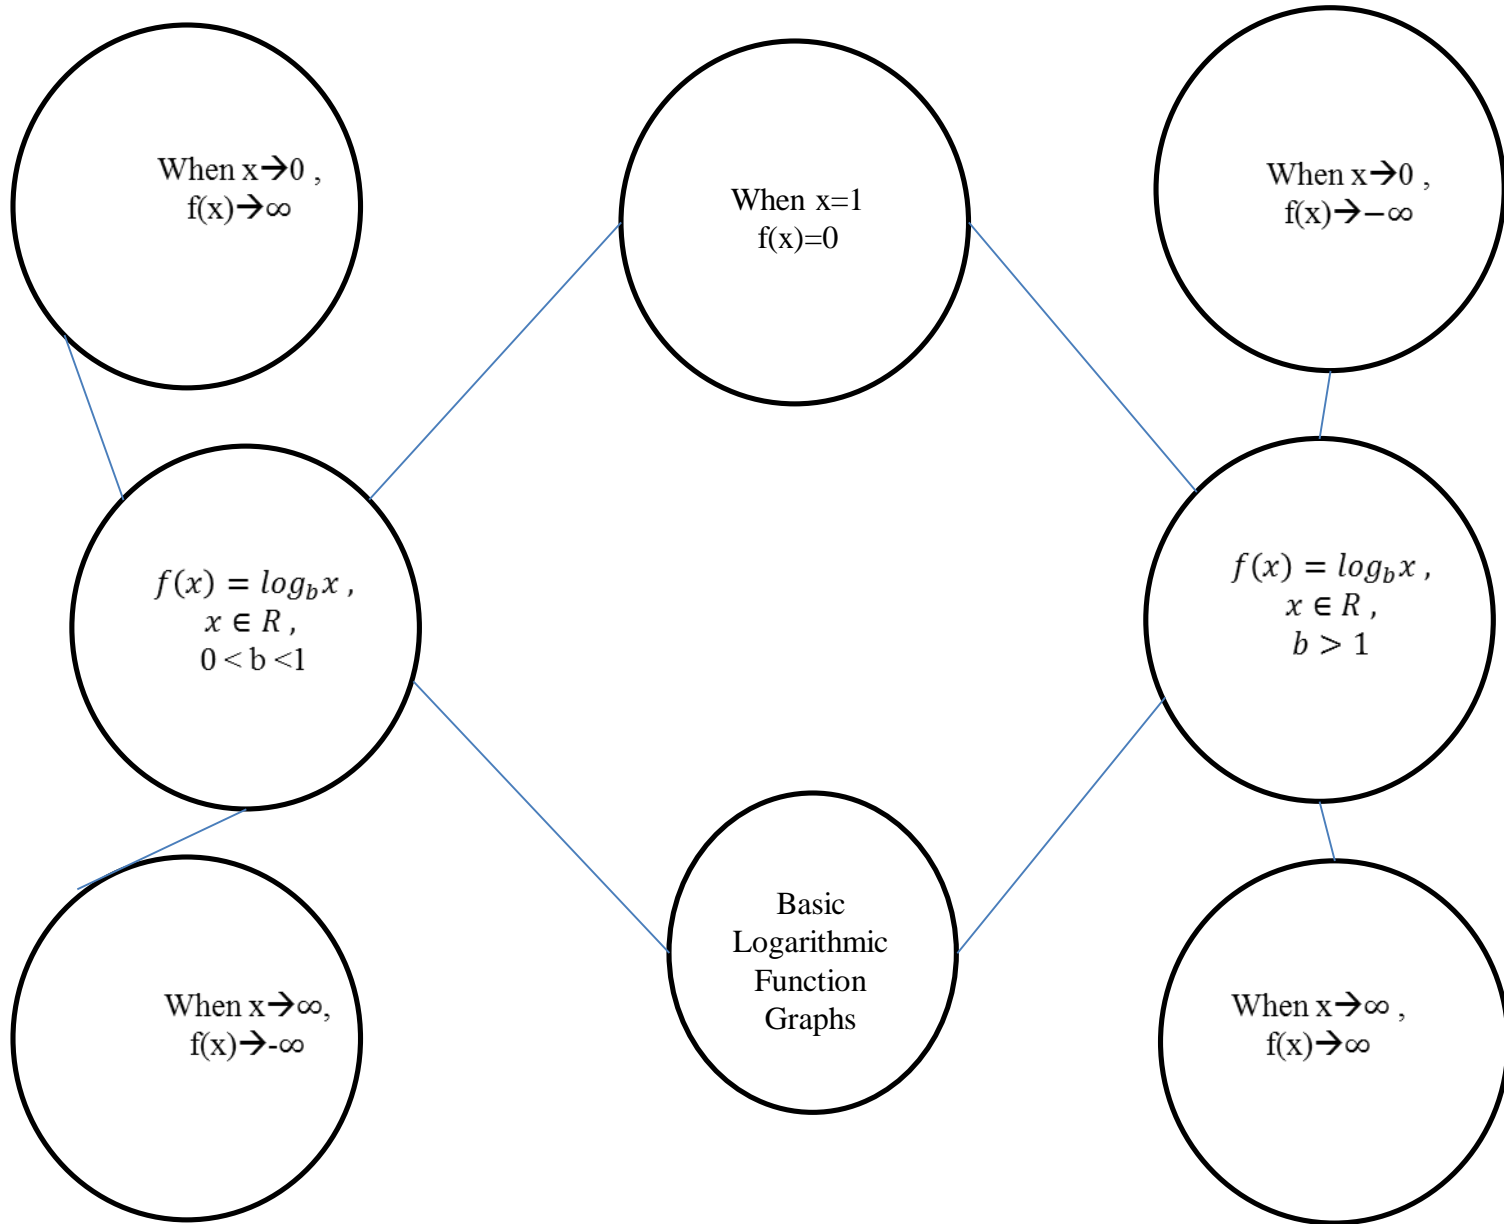 When x→0 ,
f(x)→∞
When x=1
f(x)=0
When x→0 ,
f(x)→−∞
f(x) = log_b x ,
x ∈ R ,
0 < b <1
f(x) = log_b x ,
x ∈ R ,
b > 1
When x→∞,
f(x)→-∞
Basic
Logarithmic
Function
Graphs
When x→∞ ,
f(x)→∞